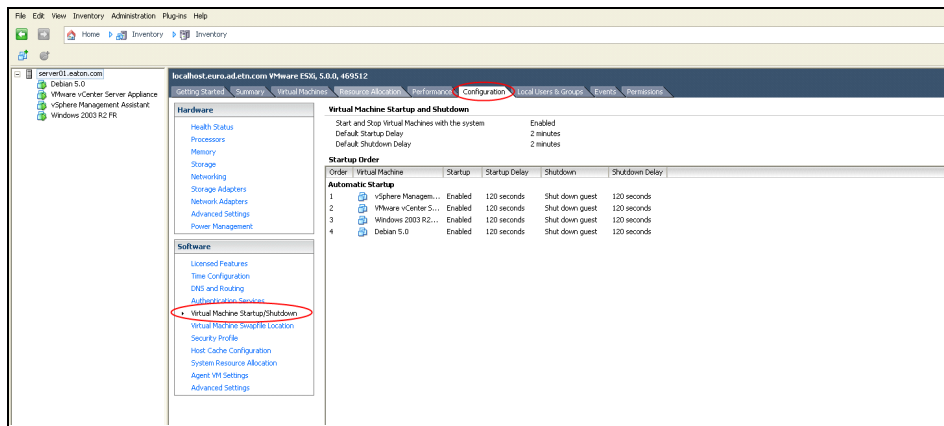 File Edit View Inventory Administration Plug-ins Help
Home Inventory Inventory
server01.eaton.com
Debian 5.0
VMware vCenter Server Appliance
vSphere Management Assistant
Windows 2003 R2 FR
localhost.euro.ad.etn.com VMware ESXi, 5.0.0, 469512
Getting Started Summary Virtual Machines Resource Allocation Performance Configuration Local Users & Groups Events Permissions
Hardware
Health Status
Processors
Memory
Storage
Networking
Storage Adapters
Network Adapters
Advanced Settings
Power Management
Software
Licensed Features
Time Configuration
DNS and Routing
Authentication Services
Virtual Machine Startup/Shutdown
Virtual Machine Swapfile Location
Security Profile
Host Cache Configuration
System Resource Allocation
Agent VM Settings
Advanced Settings
Virtual Machine Startup and Shutdown
Start and Stop Virtual Machines with the system Enabled
Default Startup Delay 2 minutes
Default Shutdown Delay 2 minutes
Startup Order
Order Virtual Machine Startup Startup Delay Shutdown Shutdown Delay
Automatic Startup
1 vSphere Managem... Enabled 120 seconds Shut down guest 120 seconds
2 VMware vCenter S... Enabled 120 seconds Shut down guest 120 seconds
3 Windows 2003 R2... Enabled 120 seconds Shut down guest 120 seconds
4 Debian 5.0 Enabled 120 seconds Shut down guest 120 seconds